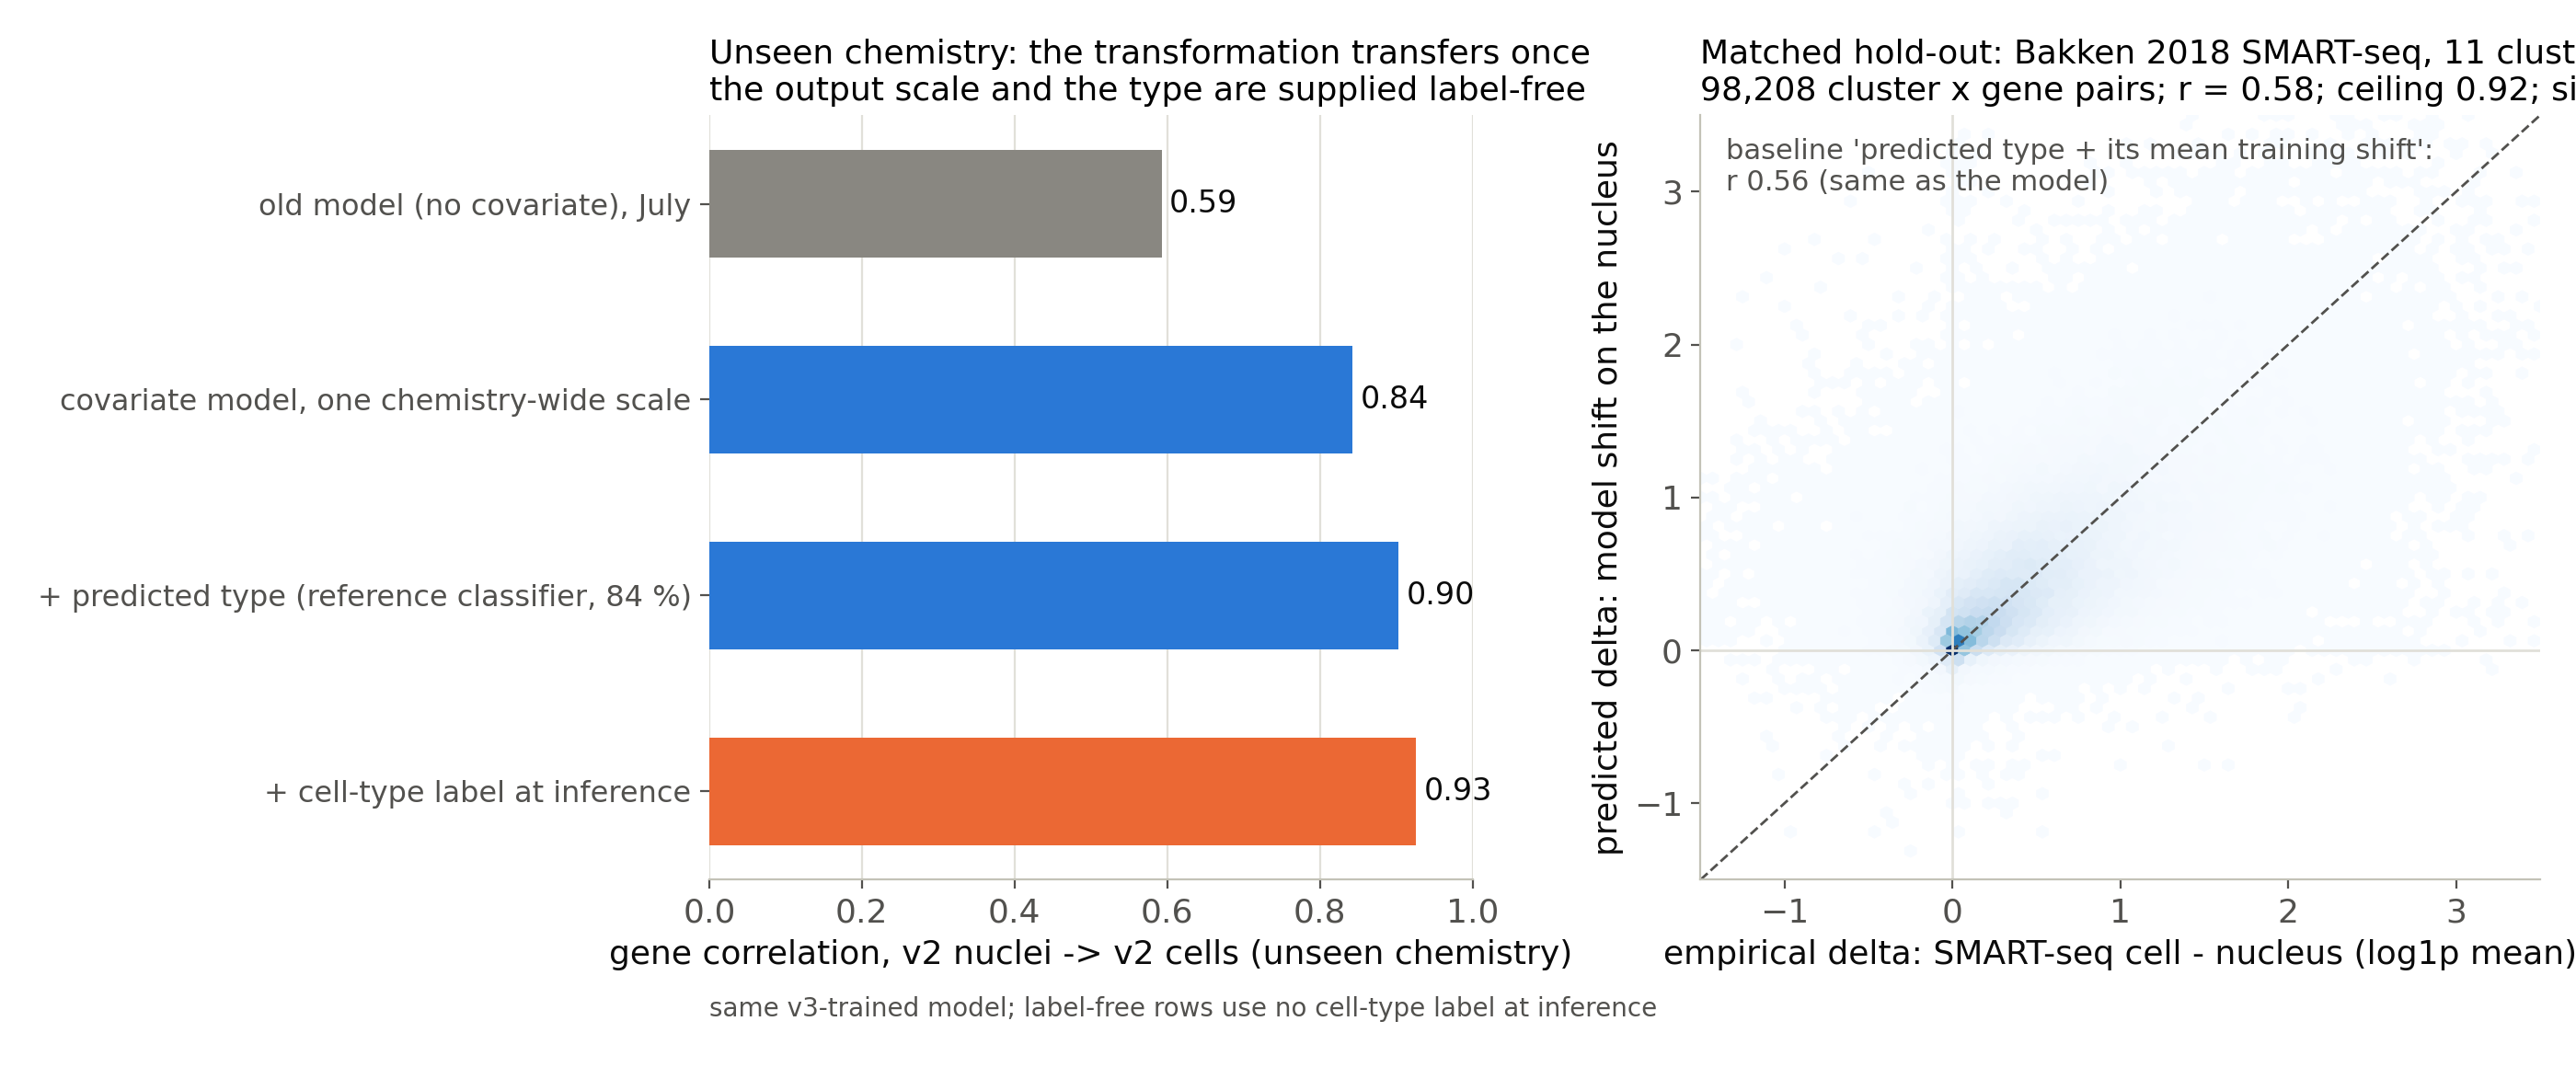 Unseen chemistry: the transformation transfers once
the output scale and the type are supplied label-free
old model (no covariate), July
0.59
covariate model, one chemistry-wide scale
0.84
+ predicted type (reference classifier, 84 %)
0.90
+ cell-type label at inference
0.93
0.0 0.2 0.4 0.6 0.8 1.0
gene correlation, v2 nuclei -> v2 cells (unseen chemistry)
same v3-trained model; label-free rows use no cell-type label at inference
Matched hold-out: Bakken 2018 SMART-seq, 11 clust
98,208 cluster x gene pairs; r = 0.58; ceiling 0.92; si
baseline 'predicted type + its mean training shift':
r 0.56 (same as the model)
predicted delta: model shift on the nucleus
3
2
1
0
−1
−1 0 1 2 3
empirical delta: SMART-seq cell - nucleus (log1p mean)